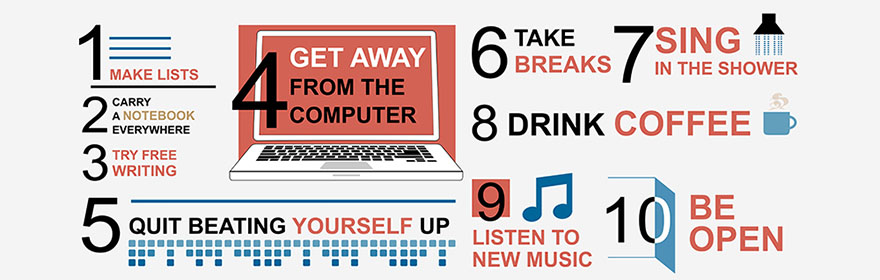 1
MAKE LISTS
2
CARRY
A NOTEBOOK
EVERYWHERE
3
TRY FREE
WRITING
4
GET AWAY
FROM THE
COMPUTER
5
QUIT BEATING YOURSELF UP
6
TAKE
BREAKS
7
SING
IN THE SHOWER
8 DRINK COFFEE
9
LISTEN TO
NEW MUSIC
10
BE
OPEN